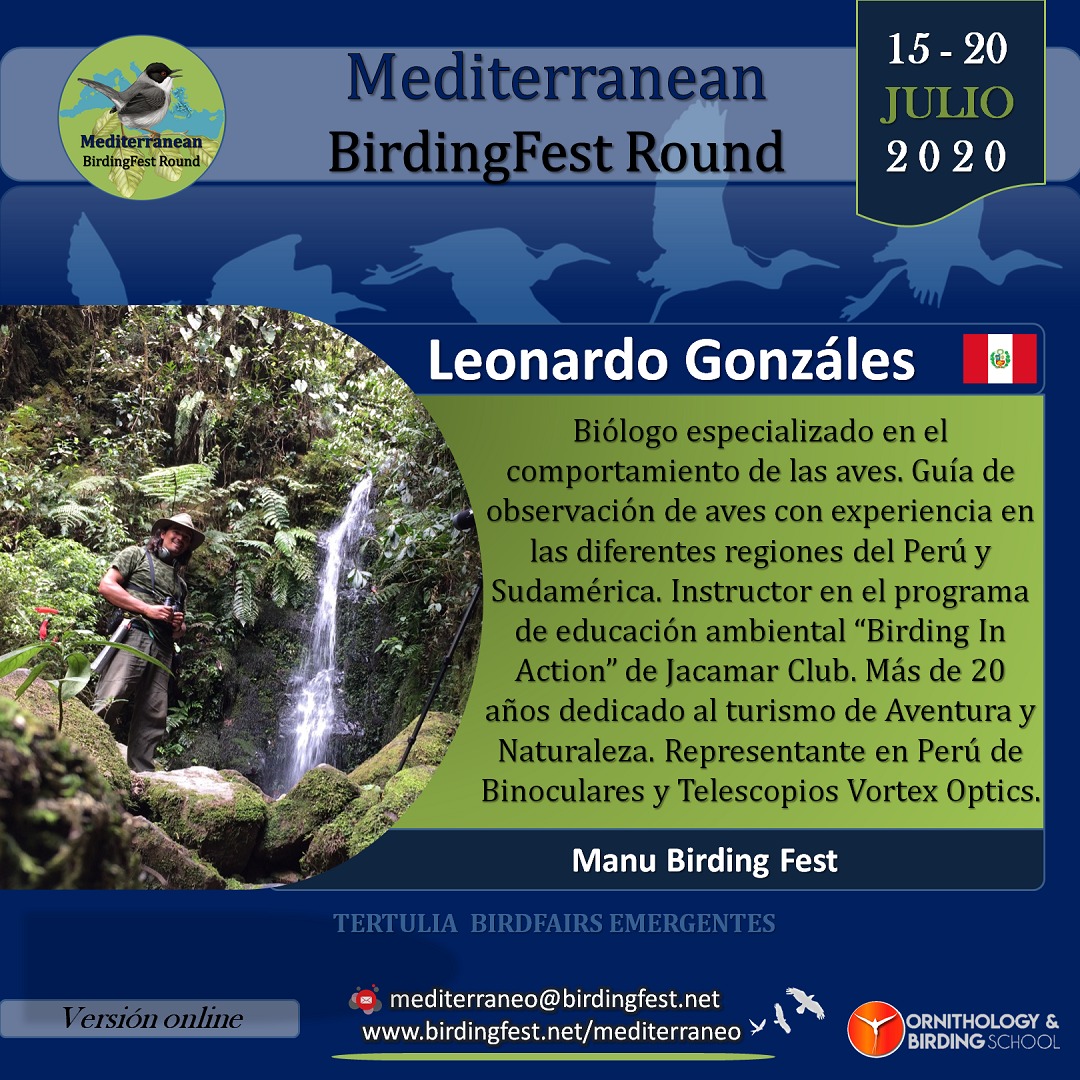 Mediterranean
BirdingFest Round
Mediterranean
BirdingFest Round
15 - 20
JULIO
2020
Leonardo Gonzáles
Biólogo especializado en el
comportamiento de las aves. Guía de
observación de aves con experiencia en
las diferentes regiones del Perú y
Sudamérica. Instructor en el programa
de educación ambiental “Birding In
Action” de Jacamar Club. Más de 20
años dedicado al turismo de Aventura y
Naturaleza. Representante en Perú de
Binoculares y Telescopios Vortex Optics.
Manu Birding Fest
TERTULIA BIRDFAIRS EMERGENTES
Versión online
mediterraneo@birdingfest.net
www.birdingfest.net/mediterraneo
ORNITHOLOGY &
BIRDING SCHOOL